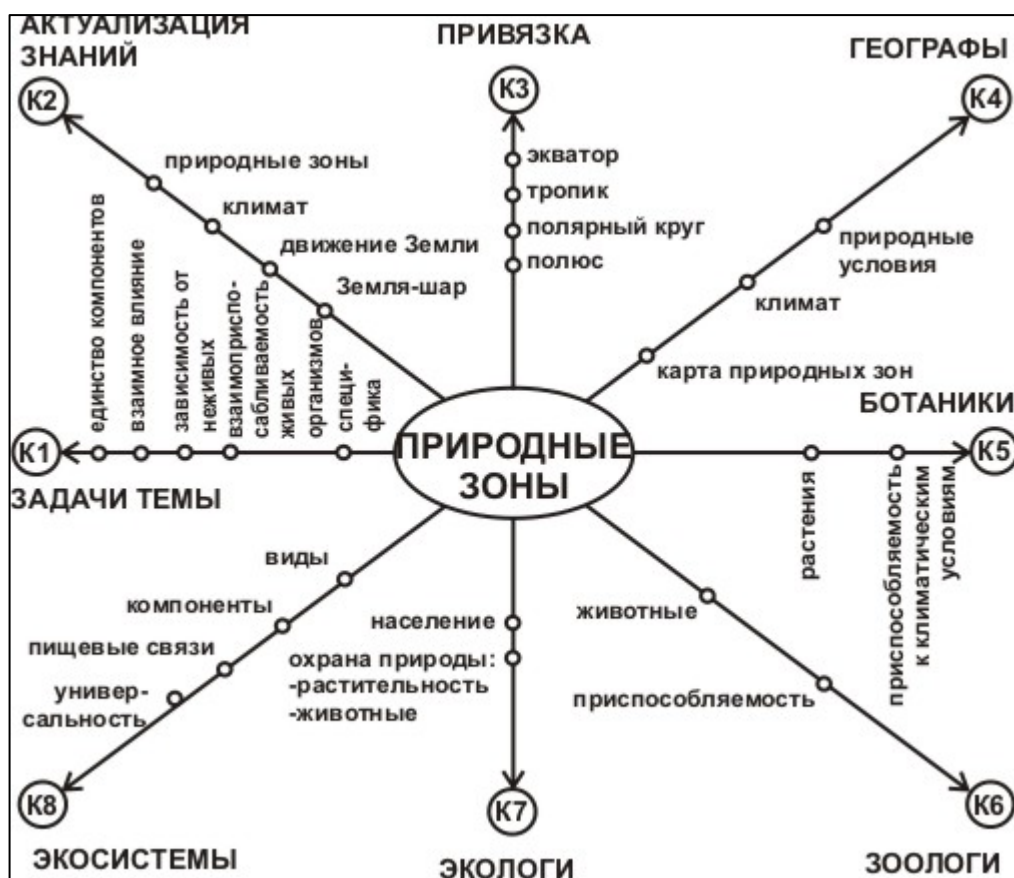 АКТУАЛИЗАЦИЯ
ЗНАНИЙ
К2
природные зоны
климат
движение Земли
Земля-шар
ПРИВЯЗКА
К3
экватор
тропик
полярный круг
полюс
ГЕОГРАФЫ
К4
природные
условия
климат
карта природных зон
К1
ЗАДАЧИ ТЕМЫ
единство компонентов
взаимное влияние
зависимость от
неживых
взаимоприспо-
сабливаемость
живых
организмов
специ-
фика
ПРИРОДНЫЕ
ЗОНЫ
БОТАНИКИ
К5
растения
приспособляемость
к климатическим
условиям
виды
компоненты
пищевые связи
универ-
сальность
К8
ЭКОСИСТЕМЫ
население
охрана природы:
-растительность
-животные
К7
ЭКОЛОГИ
животные
приспособляемость
К6
ЗООЛОГИ